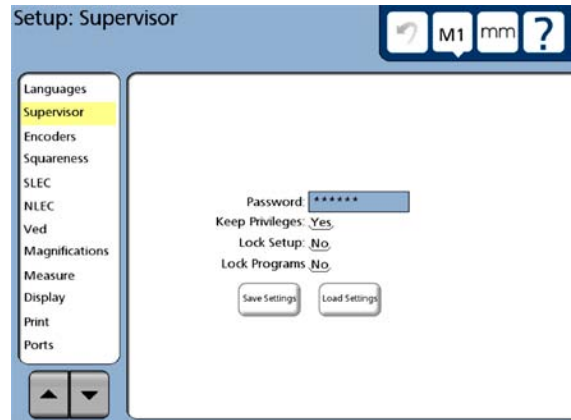 Setup: Supervisor
M1 mm ?
Languages
Supervisor
Encoders
Squareness
SLEC
NLEC
Ved
Magnifications
Measure
Display
Print
Ports
Password: ******
Keep Privileges: Yes
Lock Setup: No
Lock Programs No
Save Settings Load Settings